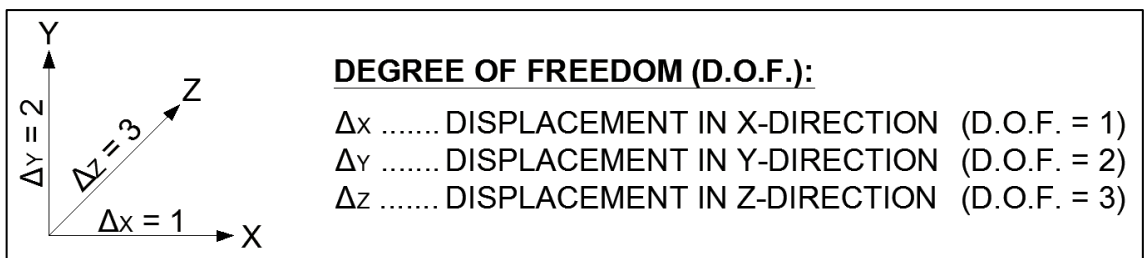 Y
Z
X
ΔY = 2
ΔZ = 3
ΔX = 1
DEGREE OF FREEDOM (D.O.F.):
ΔX ....... DISPLACEMENT IN X-DIRECTION (D.O.F. = 1)
ΔY ....... DISPLACEMENT IN Y-DIRECTION (D.O.F. = 2)
ΔZ ....... DISPLACEMENT IN Z-DIRECTION (D.O.F. = 3)